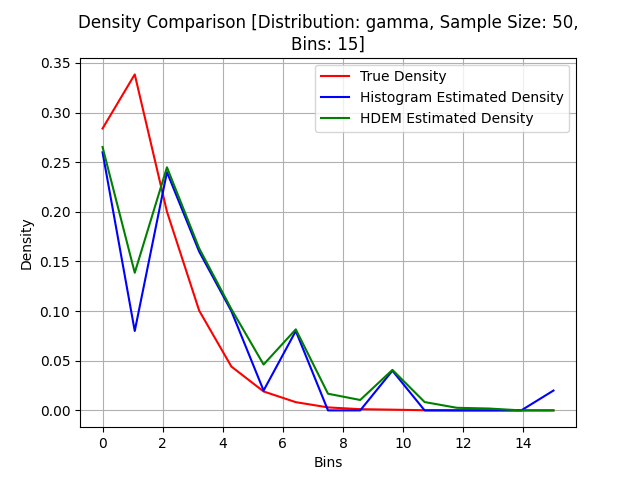 Density Comparison [Distribution: gamma, Sample Size: 50,
Bins: 15]
0.35
0.30
0.25
0.20
0.15
0.10
0.05
0.00
Density
True Density
Histogram Estimated Density
HDEM Estimated Density
0 2 4 6 8 10 12 14
Bins